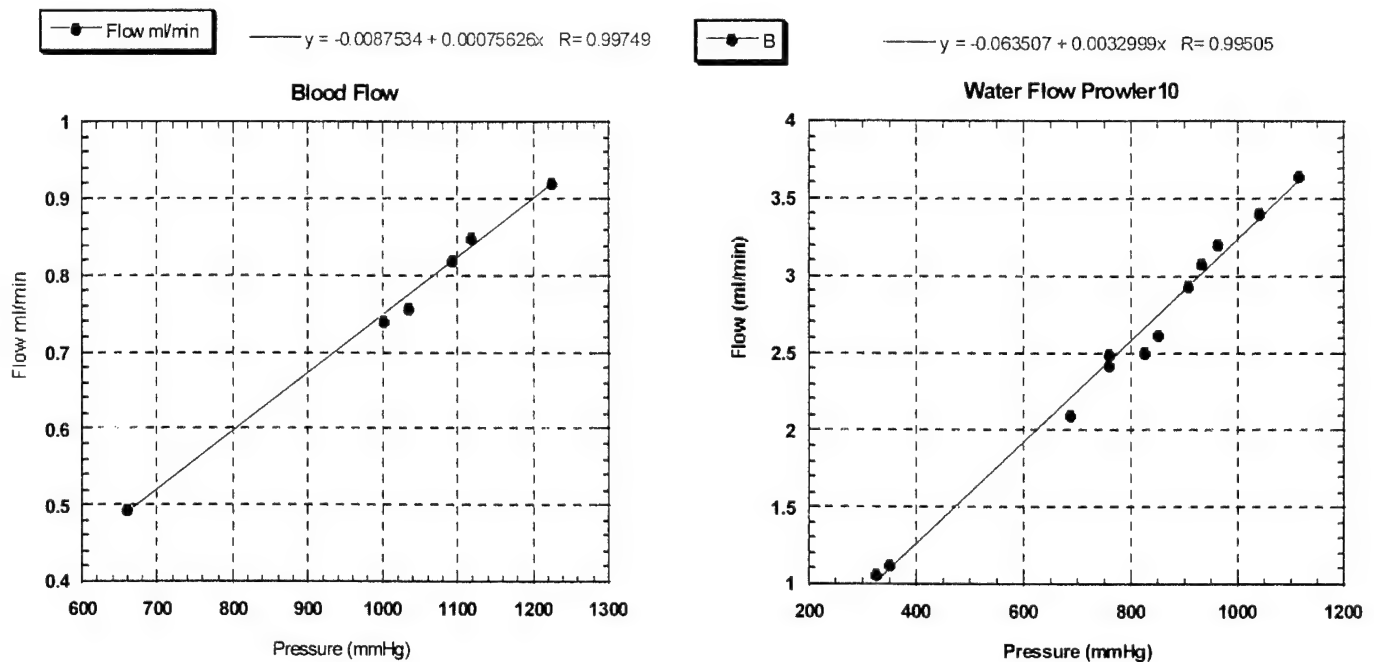 Flow ml/min
y = -0.0087534 + 0.00075626x R= 0.99749
Blood Flow
1
0.9
0.8
0.7
0.6
0.5
0.4
Flow ml/min
600 700 800 900 1000 1100 1200 1300
Pressure (mmHg)
B
y = -0.063507 + 0.0032999x R= 0.99505
Water Flow Prowler10
4
3.5
3
2.5
2
1.5
1
Flow (ml/min)
200 400 600 800 1000 1200
Pressure (mmHg)